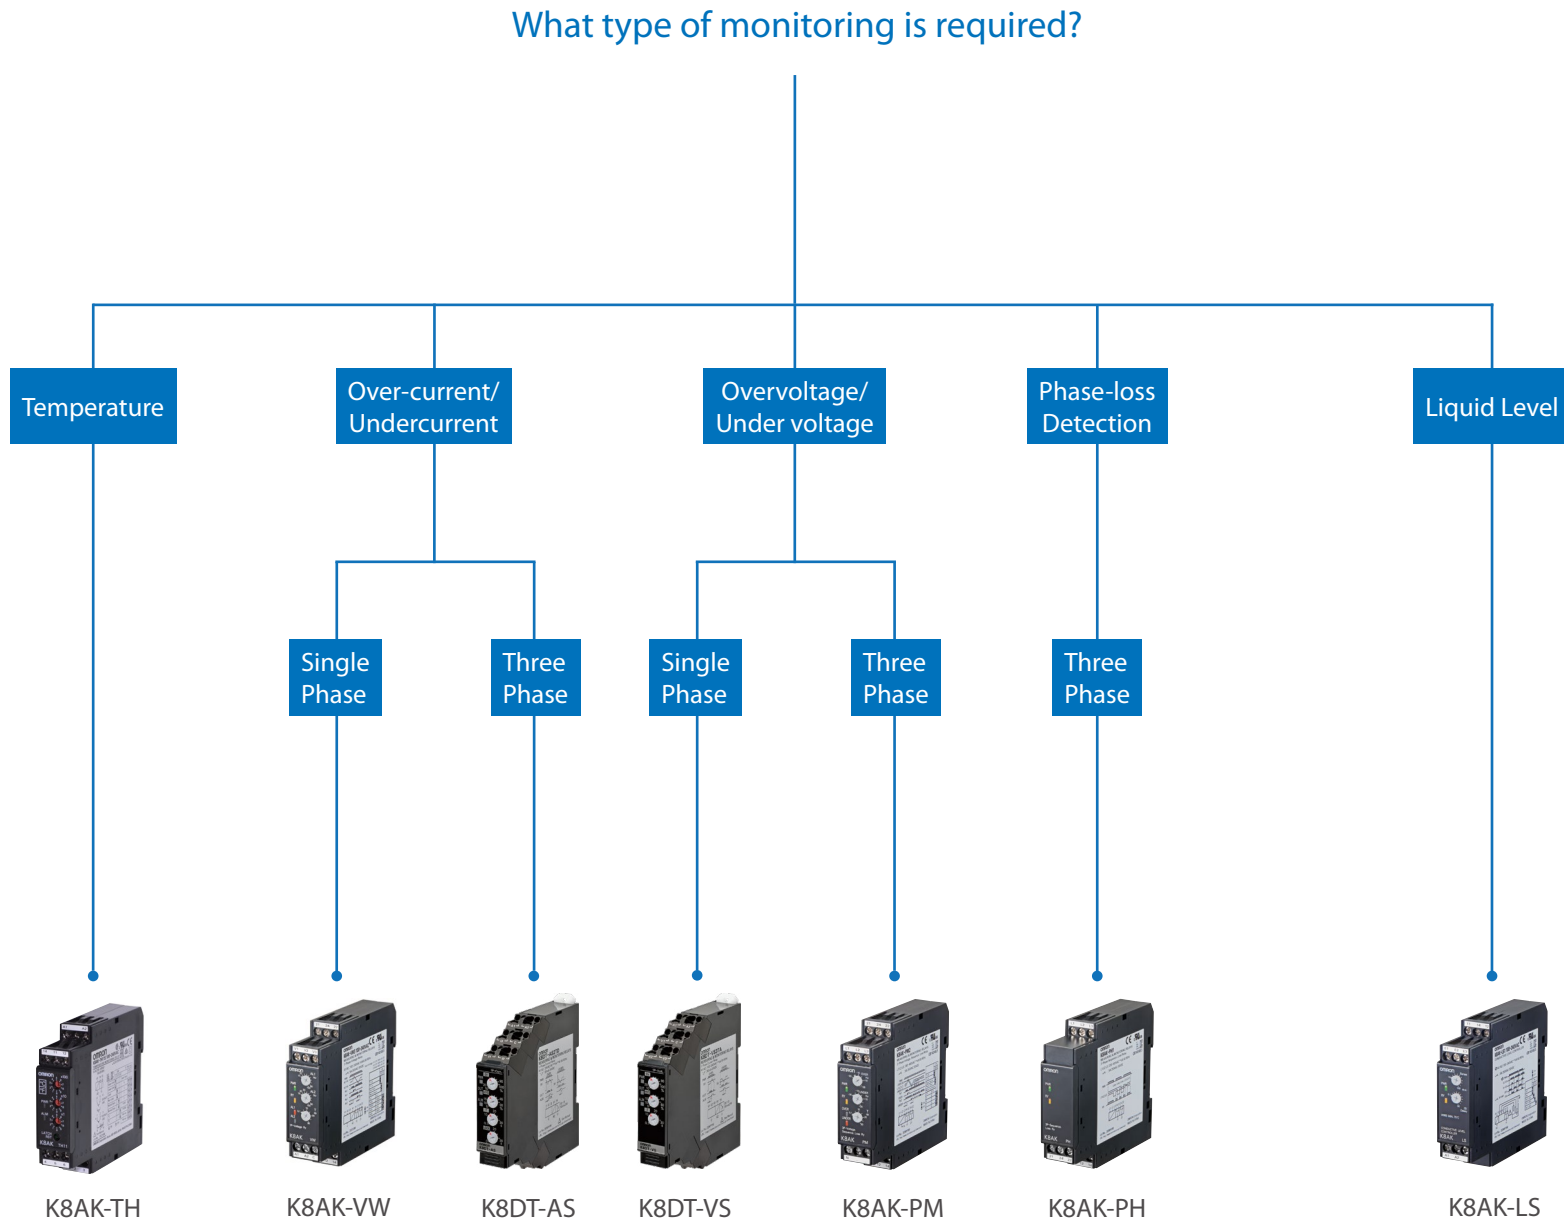 What type of monitoring is required?
Temperature
Over-current/
Undercurrent
Overvoltage/
Under voltage
Phase-loss
Detection
Liquid Level
Single
Phase
Three
Phase
Single
Phase
Three
Phase
Three
Phase
K8AK-TH
K8AK-VW
K8DT-AS
K8DT-VS
K8AK-PM
K8AK-PH
K8AK-LS